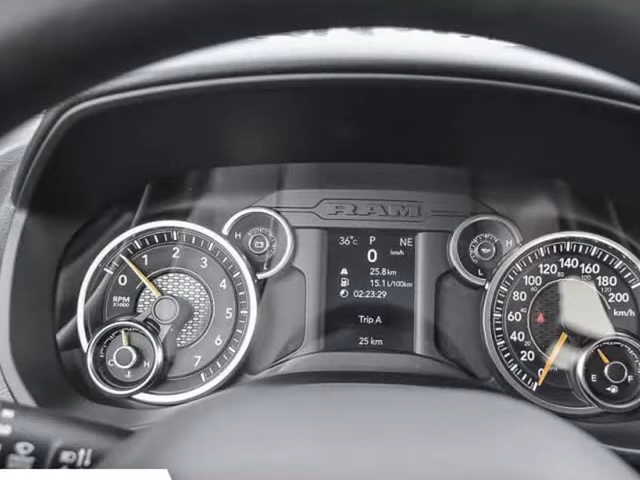 RAM
36°C P NE
0 km/h
25.8 km
15.1 L/100km
02:23:29
Trip A
25 km
0 1 2 3 4 5 6 7
RPM
X1000
C H
H
H
L
0 20 40 60 80 100 120 140 160 180 200
km/h
E F